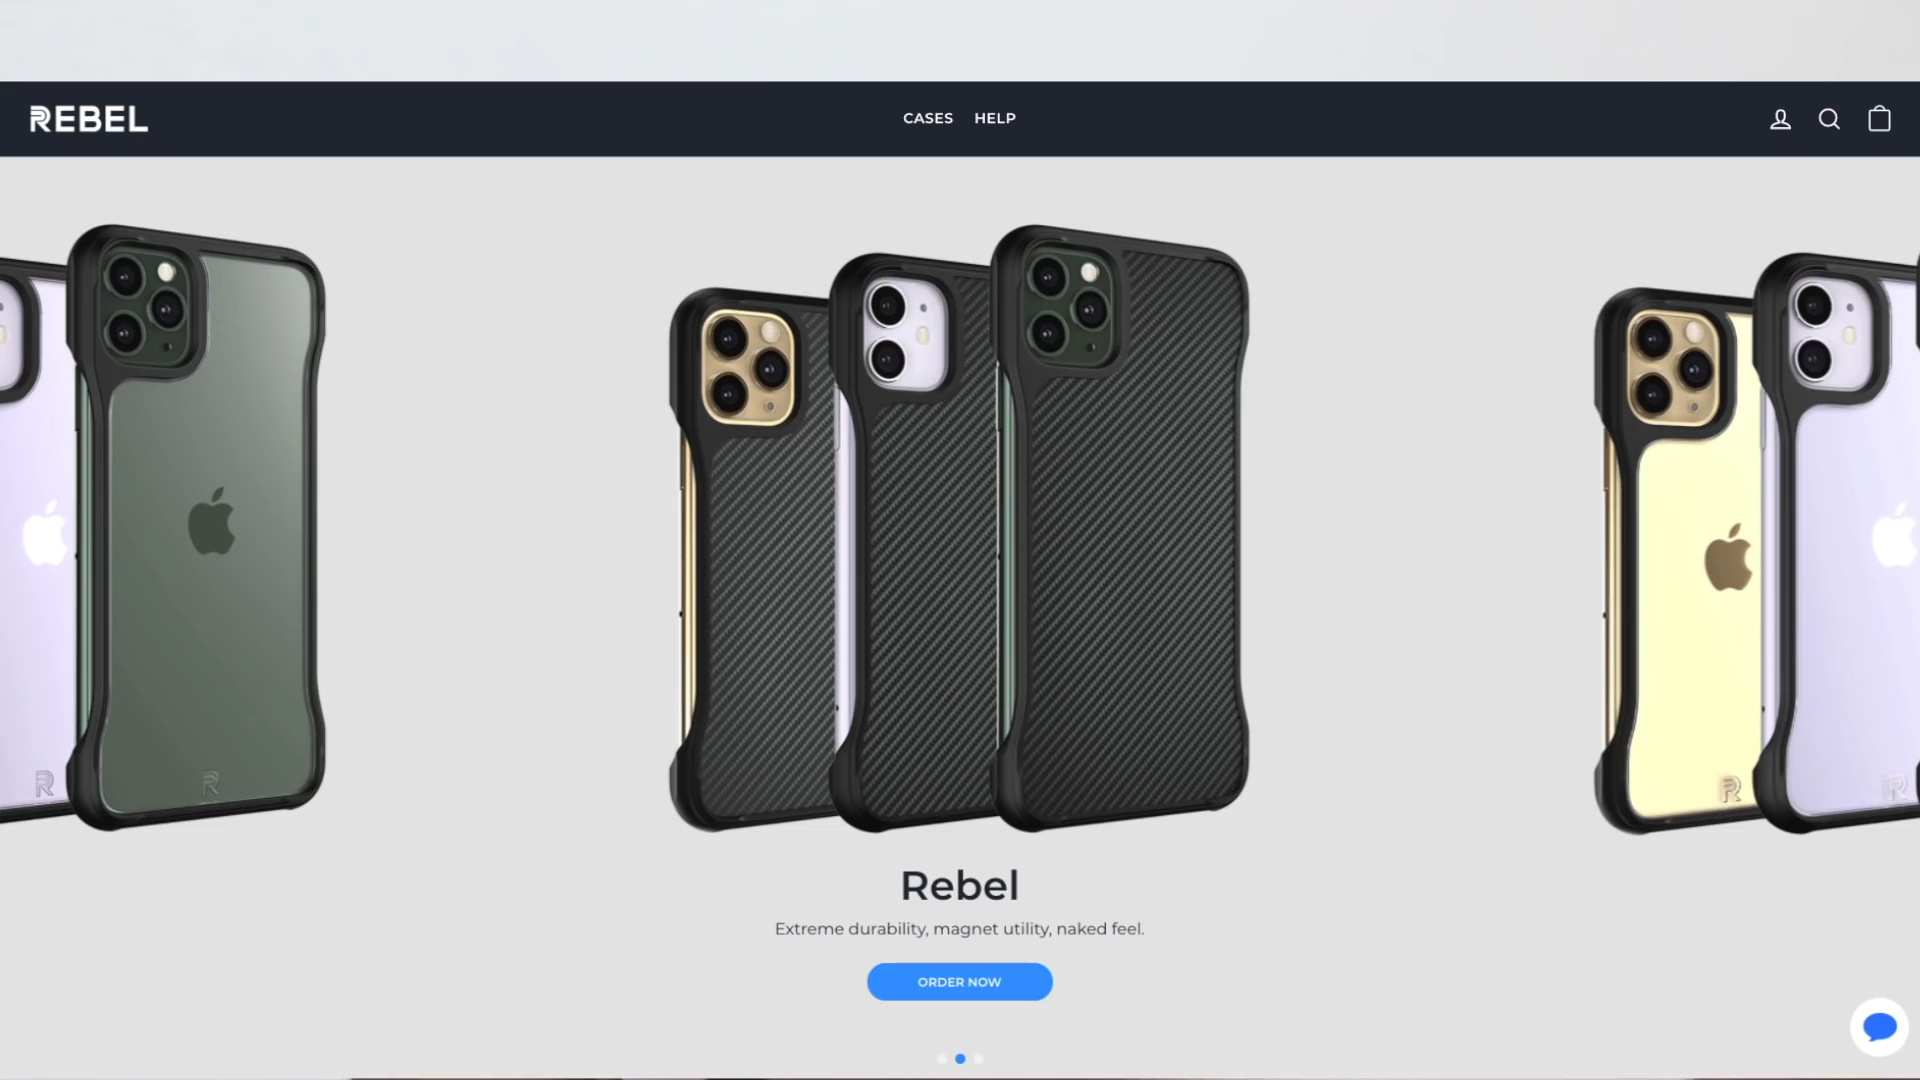 REBEL
CASES HELP
R R R R
Rebel
Extreme durability, magnet utility, naked feel.
ORDER NOW